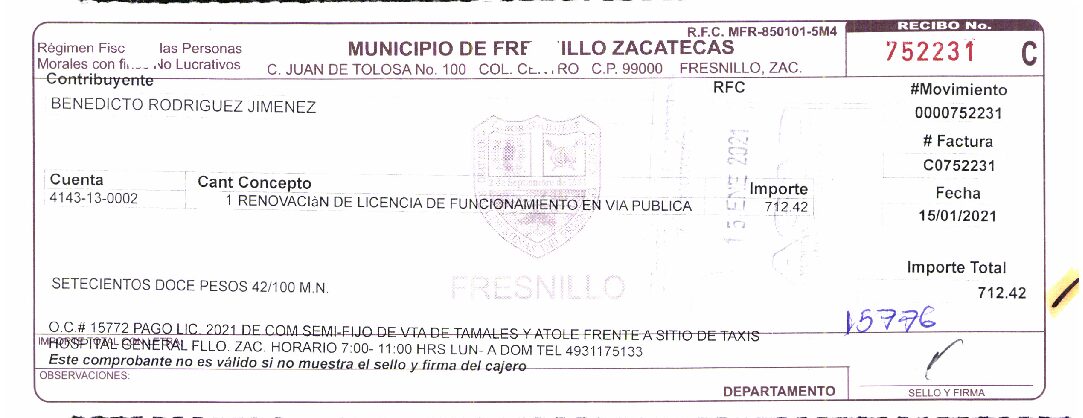 R.F.C. MFR-850101-5M4
RECIBO No.
Régimen Fisc las Personas
MUNICIPIO DE FRE ILLO ZACATECAS
752231 C
Morales con fi No Lucrativos
C. JUAN DE TOLOSA No. 100 COL. CE RO C.P. 99000 FRESNILLO, ZAC.
Contribuyente
RFC
#Movimiento
BENEDICTO RODRIGUEZ JIMENEZ
0000752231
# Factura
C0752231
15 ENE 2021
Cuenta
Cant Concepto
Importe
Fecha
4143-13-0002
1 RENOVACIàN DE LICENCIA DE FUNCIONAMIENTO EN VIA PUBLICA
712.42
15/01/2021
Importe Total
SETECIENTOS DOCE PESOS 42/100 M.N.
FRESNILLO
712.42
15776
O.C.# 15772 PAGO LIC. 2021 DE COM SEMI-FIJO DE VTA DE TAMALES Y ATOLE FRENTE A SITIO DE TAXIS
HOSPITAL GENERAL FLLO. ZAC. HORARIO 7:00- 11:00 HRS LUN- A DOM TEL 4931175133
Este comprobante no es válido si no muestra el sello y firma del cajero
OBSERVACIONES:
DEPARTAMENTO
SELLO Y FIRMA